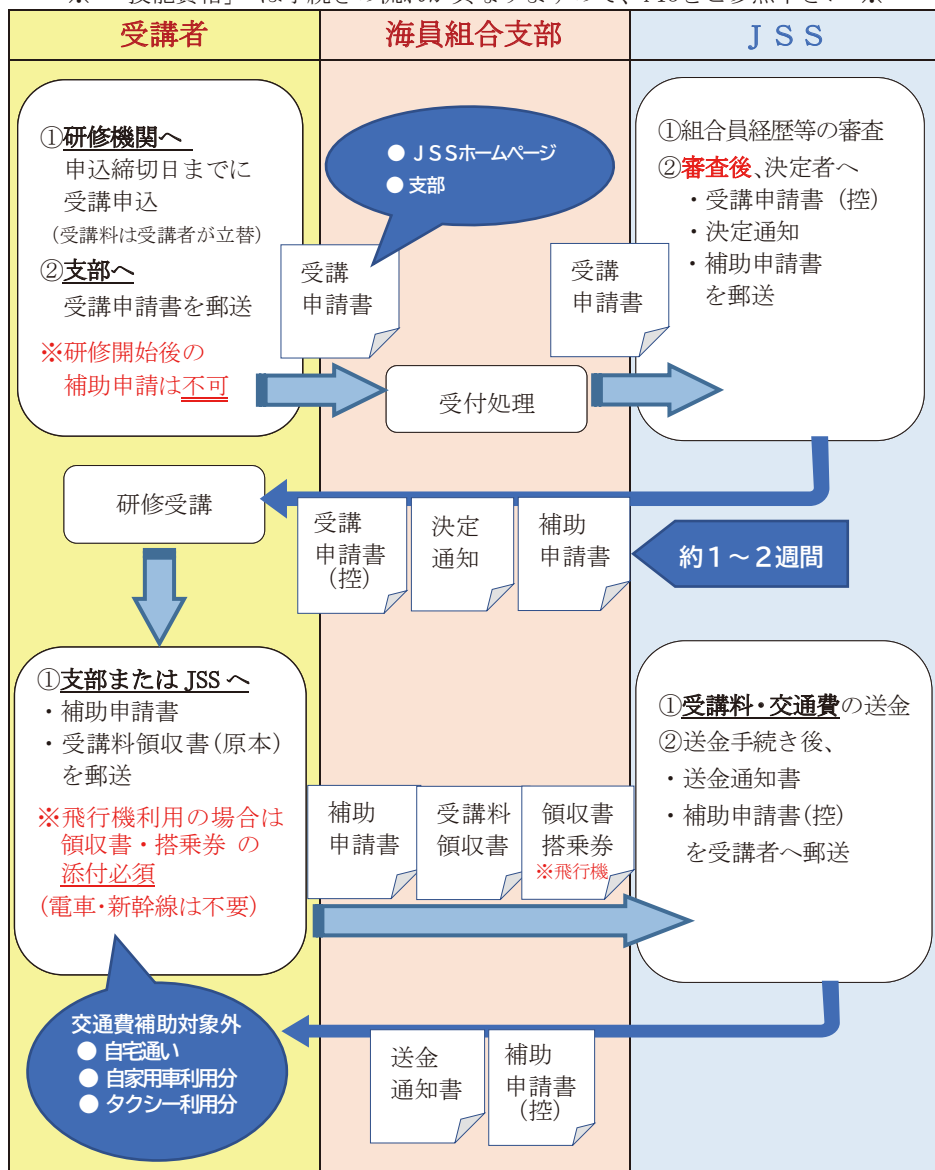 受講者
海員組合支部
ＪＳＳ
①研修機関へ
申込締切日までに
受講申込
(受講料は受講者が立替)
②支部へ
受講申請書を郵送
※研修開始後の
補助申請は不可
● ＪＳＳホームページ
● 支部
受講
申請書
受付処理
受講
申請書
①組合員経歴等の審査
②審査後、決定者へ
・受講申請書（控）
・決定通知
・補助申請書
を郵送
研修受講
受講
申請書
(控)
決定
通知
補助
申請書
約１～２週間
①支部または JSS へ
・補助申請書
・受講料領収書(原本)
を郵送
※飛行機利用の場合は
領収書・搭乗券 の
添付必須
(電車･新幹線は不要)
補助
申請書
受講料
領収書
領収書
搭乗券
※飛行機
①受講料・交通費の送金
②送金手続き後、
・送金通知書
・補助申請書(控)
を受講者へ郵送
交通費補助対象外
● 自宅通い
● 自家用車利用分
● タクシー利用分
送金
通知書
補助
申請書
(控)